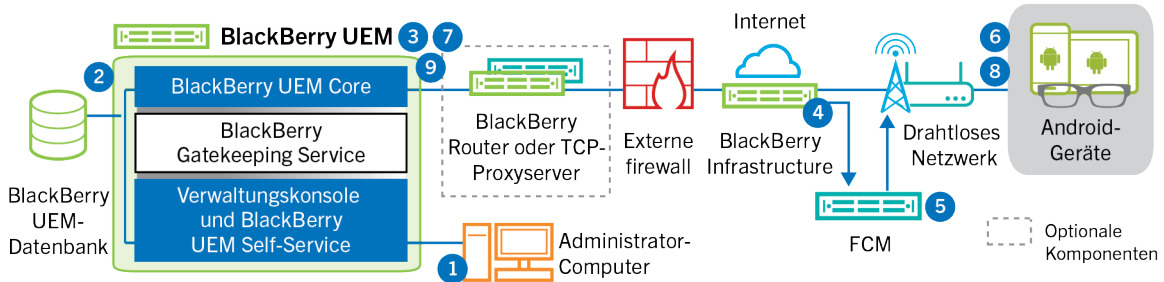 BlackBerry UEM 3 7
2
9
BlackBerry UEM Core
BlackBerry
Gatekeeping Service
Verwaltungskonsole
und BlackBerry
UEM Self-Service
BlackBerry
UEM-
Datenbank
1
Administrator-
Computer
BlackBerry
Router oder TCP-
Proxyserver
Externe
firewall
Internet
4
BlackBerry
Infrastructure
5
FCM
Drahtloses
Netzwerk
6
8
Android-
Geräte
Optionale
Komponenten